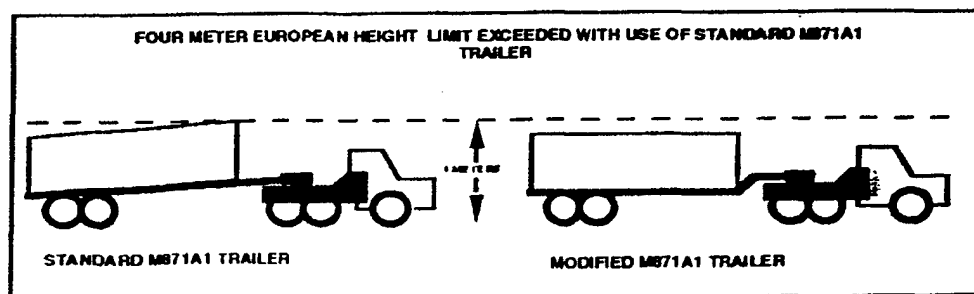 FOUR METER EUROPEAN HEIGHT LIMIT EXCEEDED WITH USE OF STANDARD M871A1
TRAILER
STANDARD M871A1 TRAILER
MODIFIED M871A1 TRAILER